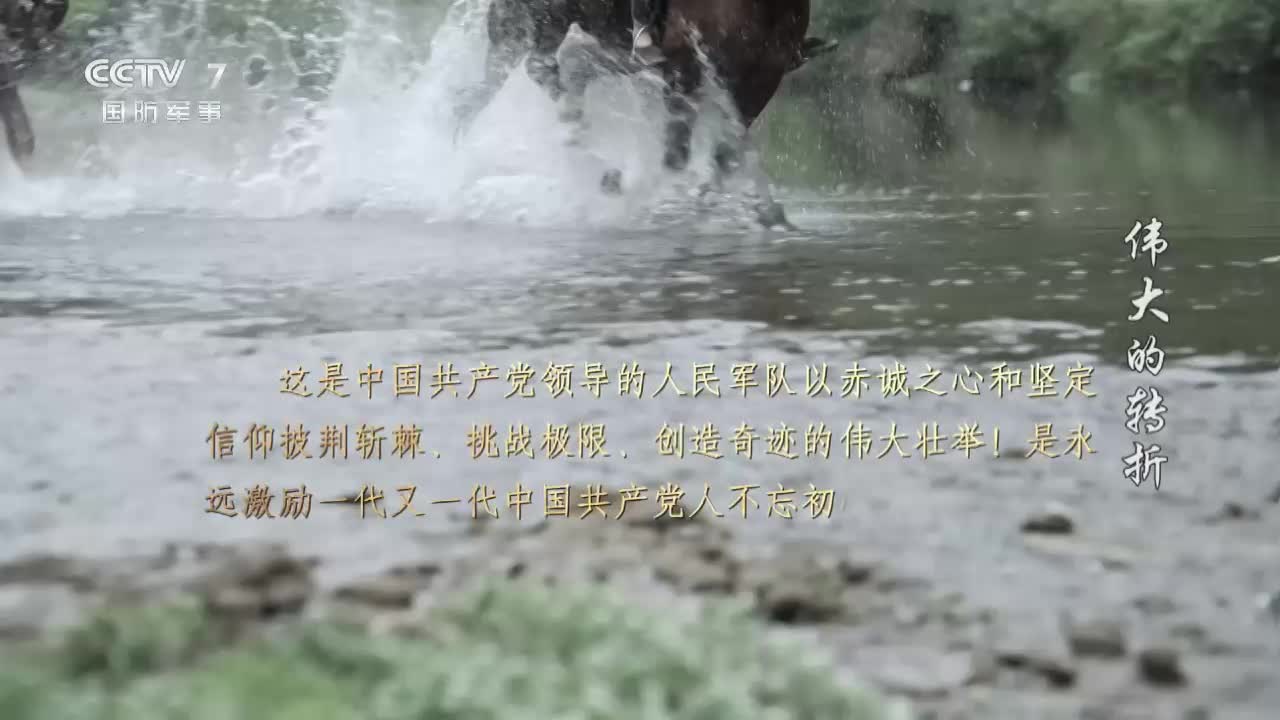 CCTV 7
国防军事
伟大的转折
这是中国共产党领导的人民军队以赤诚之心和坚定
信仰披荆斩棘、挑战极限、创造奇迹的伟大壮举！是永
远激励一代又一代中国共产党人不忘初